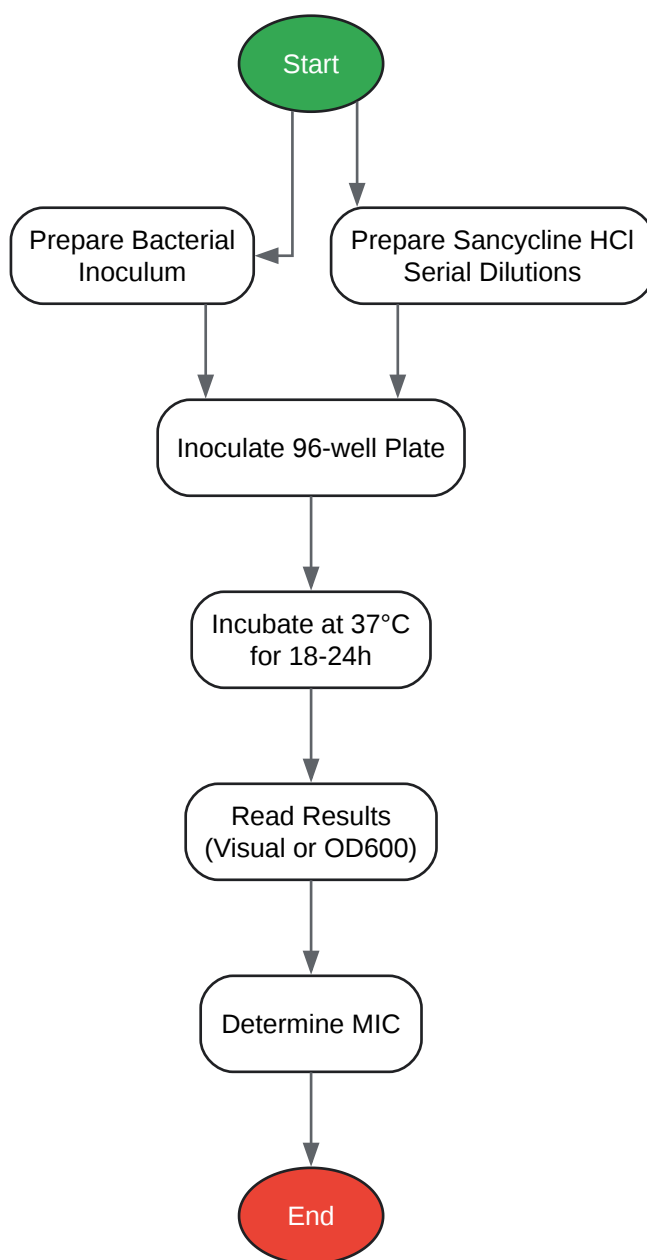 Start
Prepare Bacterial
Inoculum
Prepare Sancycline HCl
Serial Dilutions
Inoculate 96-well Plate
Incubate at 37°C
for 18-24h
Read Results
(Visual or OD600)
Determine MIC
End